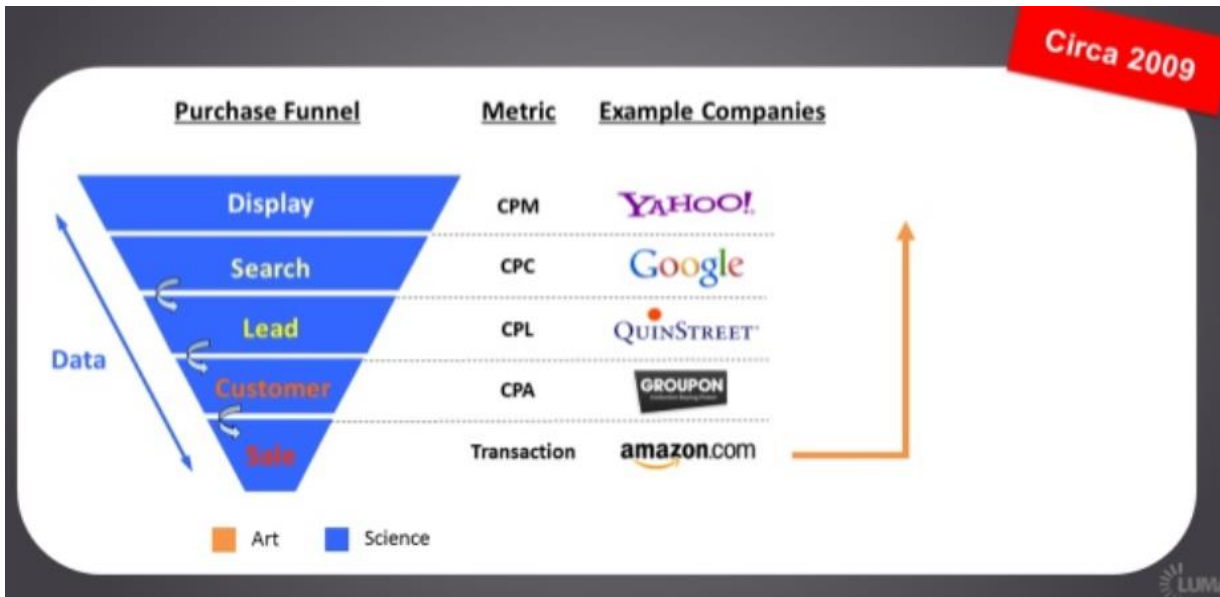 Circa 2009
Purchase Funnel Metric Example Companies
Display CPM YAHOO!
Search CPC Google
Lead CPL QUINSTREET
Data
Customer CPA GROUPON
Sale Transaction amazon.com
Art Science
LUMA